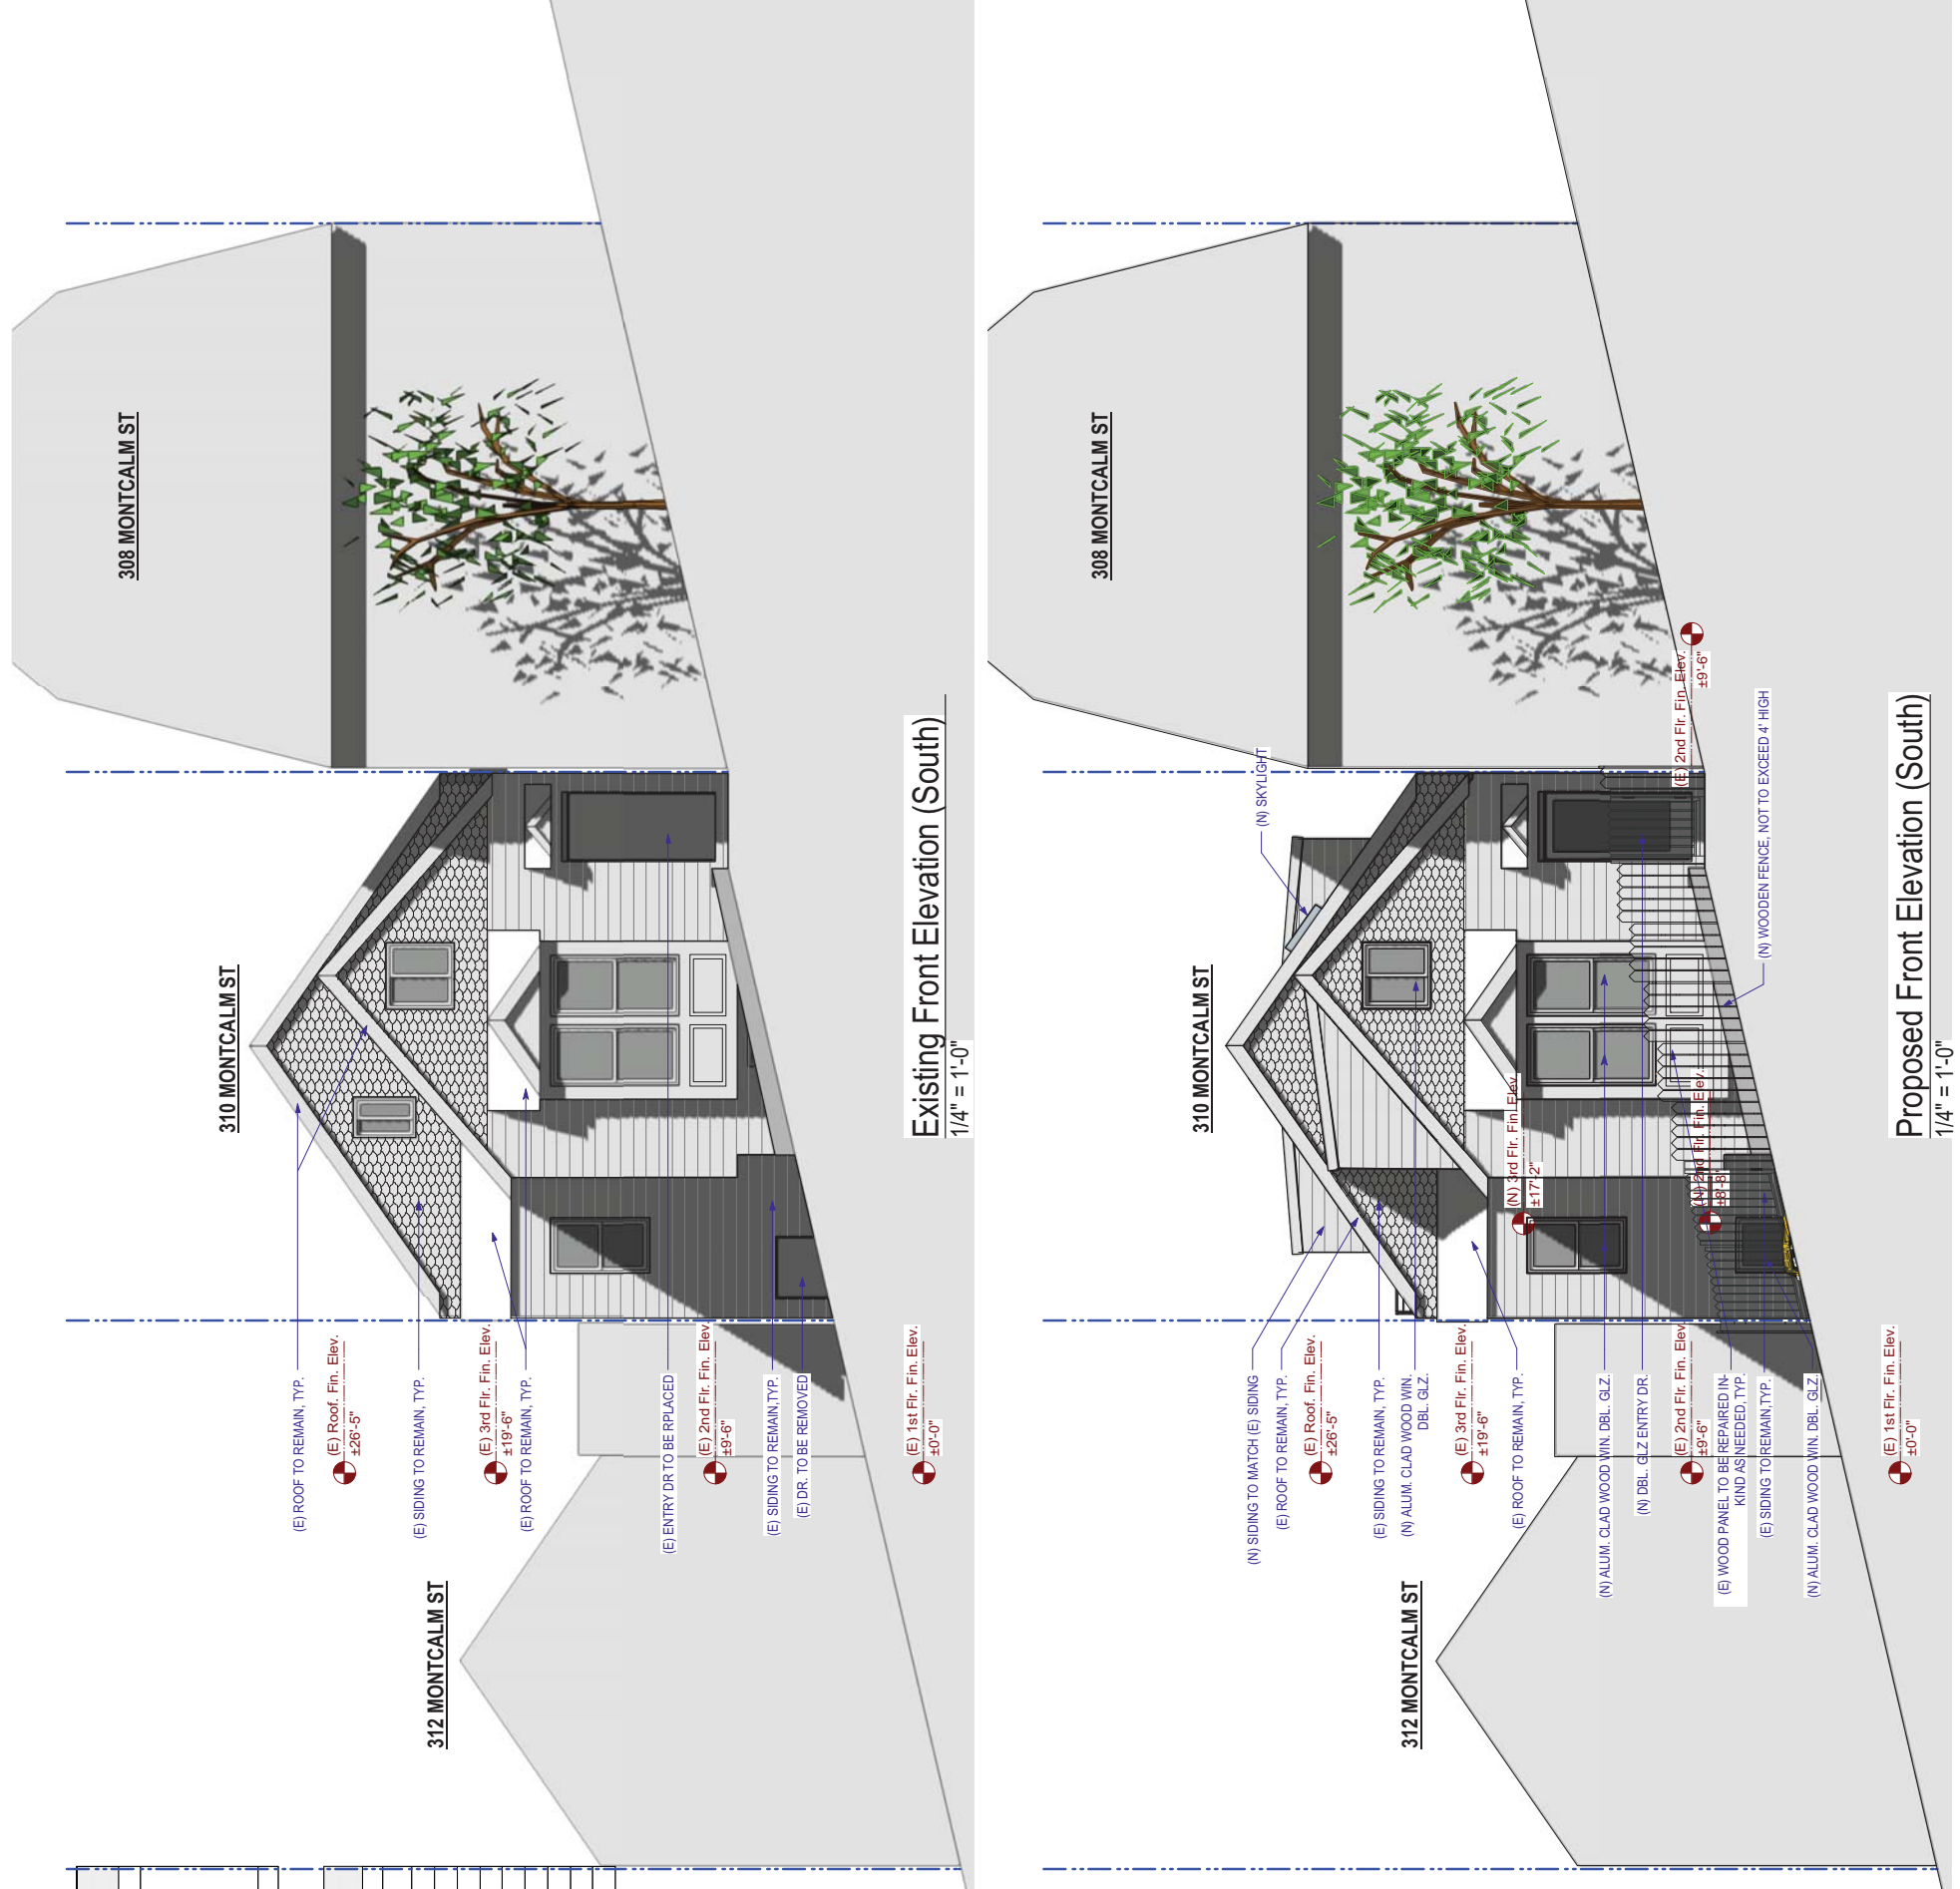 312 MONTCALM ST
310 MONTCALM ST
308 MONTCALM ST
(E) ROOF TO REMAIN, TYP.
(E) Roof. Fin. Elev.
±26'-5"
(E) SIDING TO REMAIN, TYP.
(E) 3rd Flr. Fin. Elev.
±19'-6"
(E) ROOF TO REMAIN, TYP.
(E) ENTRY DR TO BE RPLACED
(E) 2nd Flr. Fin. Elev.
±9'-6"
(E) SIDING TO REMAIN,TYP.
(E) DR. TO BE REMOVED
(E) 1st Flr. Fin. Elev.
±0'-0"
Existing Front Elevation (South)
1/4" = 1'-0"
312 MONTCALM ST
310 MONTCALM ST
308 MONTCALM ST
(N) SKYLIGHT
(N) SIDING TO MATCH (E) SIDING
(E) ROOF TO REMAIN, TYP.
(E) Roof. Fin. Elev.
±26'-5"
(E) SIDING TO REMAIN, TYP.
(N) ALUM. CLAD WOOD WIN.
DBL. GLZ.
(E) 3rd Flr. Fin. Elev.
±19'-6"
(E) ROOF TO REMAIN, TYP.
(N) 3rd Flr. Fin. Elev.
±17'-2"
(N) ALUM. CLAD WOOD WIN. DBL. GLZ.
(N) DBL. GLZ ENTRY DR.
(E) 2nd Flr. Fin. Elev.
±9'-6"
(N) 2nd Flr. Fin. Elev.
±8'-8"
(E) 2nd Flr. Fin. Elev.
±9'-6"
(E) WOOD PANEL TO BE REPAIRED IN-
KIND AS NEEDED, TYP.
(E) SIDING TO REMAIN,TYP.
(N) WOODEN FENCE, NOT TO EXCEED 4' HIGH
(N) ALUM. CLAD WOOD WIN. DBL. GLZ.
(E) 1st Flr. Fin. Elev.
±0'-0"
Proposed Front Elevation (South)
1/4" = 1'-0"